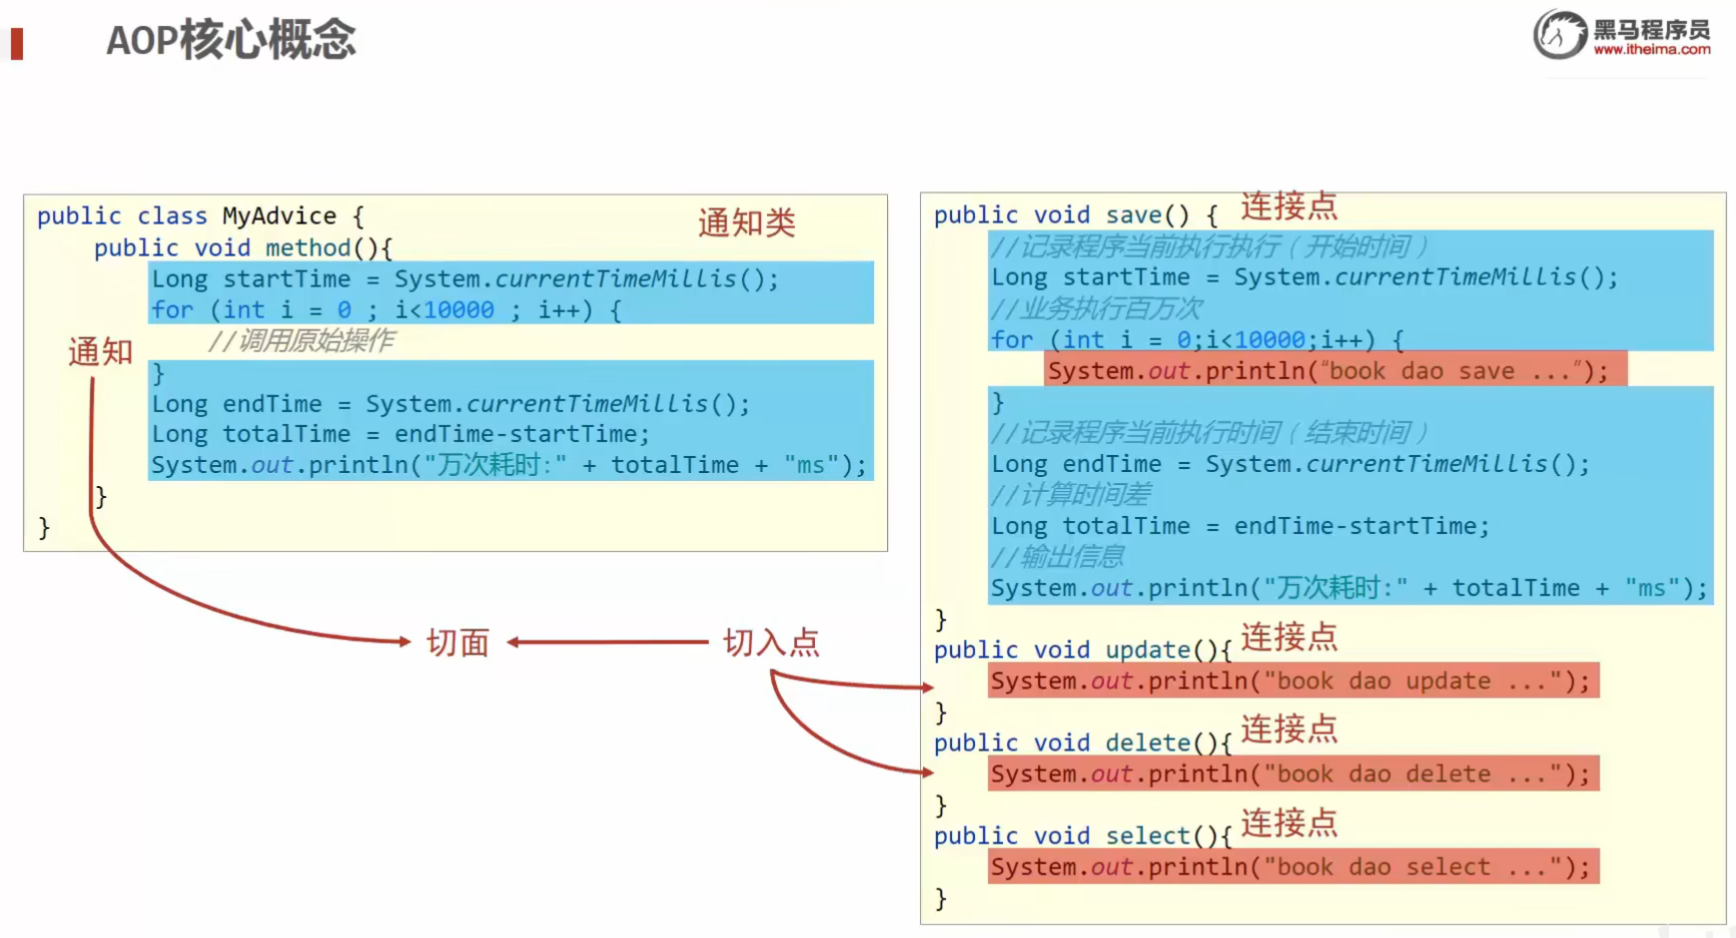 AOP核心概念
黑马程序员
www.itheima.com
public class MyAdvice {
通知类
public void method(){
Long startTime = System.currentTimeMillis();
for (int i = 0 ; i<10000 ; i++) {
//调用原始操作
通知
}
Long endTime = System.currentTimeMillis();
Long totalTime = endTime-startTime;
System.out.println("万次耗时:" + totalTime + "ms");
}
}
切面
切入点
public void save() {
连接点
//记录程序当前执行执行（开始时间）
Long startTime = System.currentTimeMillis();
//业务执行百万次
for (int i = 0;i<10000;i++) {
System.out.println(“book dao save ...”);
}
//记录程序当前执行时间（结束时间）
Long endTime = System.currentTimeMillis();
//计算时间差
Long totalTime = endTime-startTime;
//输出信息
System.out.println("万次耗时:" + totalTime + "ms");
}
public void update(){
连接点
System.out.println("book dao update ...");
}
public void delete(){
连接点
System.out.println("book dao delete ...");
}
public void select(){
连接点
System.out.println("book dao select ...");
}